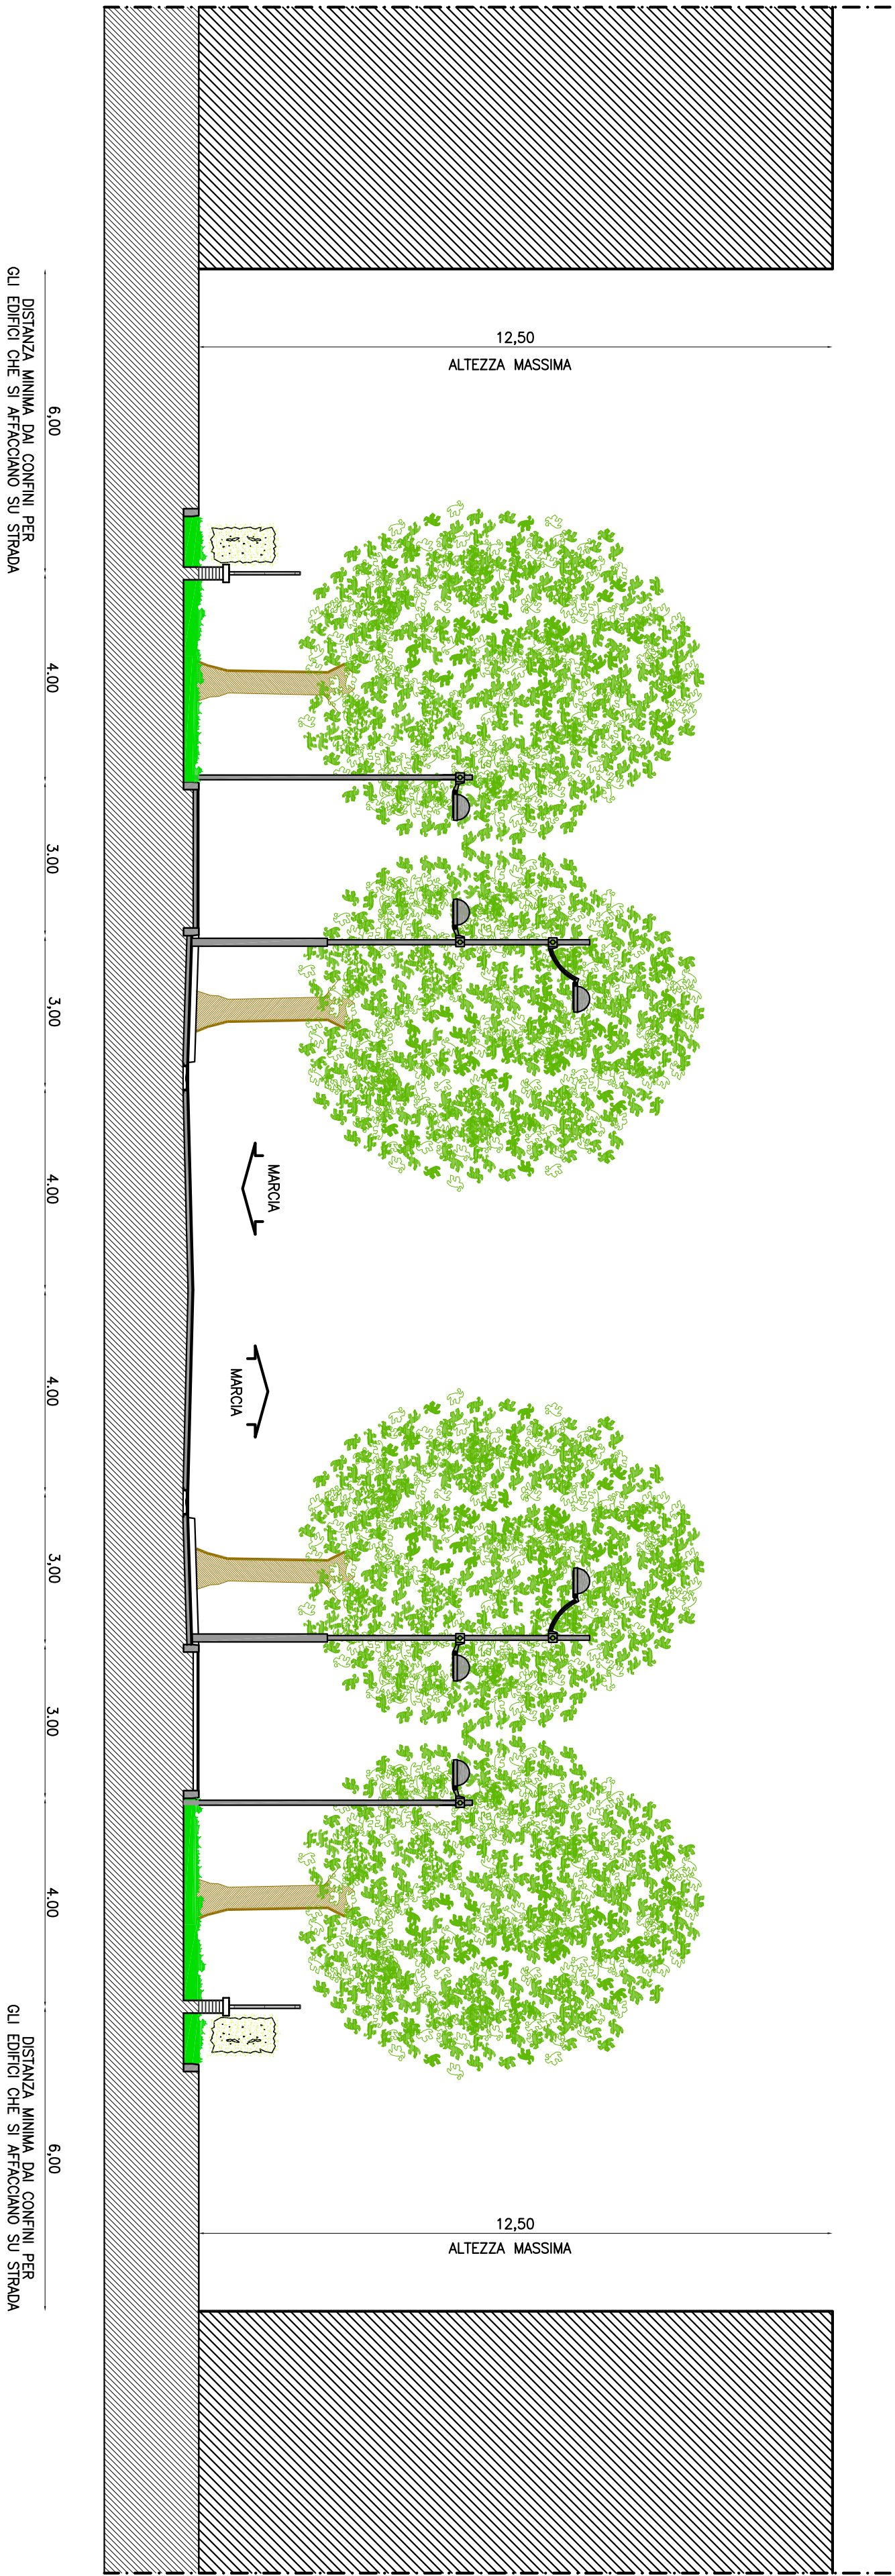 12,50
ALTEZZA MASSIMA
MARCIA
MARCIA
12,50
ALTEZZA MASSIMA
6,00
4.00
3.00
3,00
4.00
4.00
3,00
3.00
4.00
6,00
DISTANZA MINIMA DAI CONFINI PER
GLI EDIFICI CHE SI AFFACCIANO SU STRADA
DISTANZA MINIMA DAI CONFINI PER
GLI EDIFICI CHE SI AFFACCIANO SU STRADA